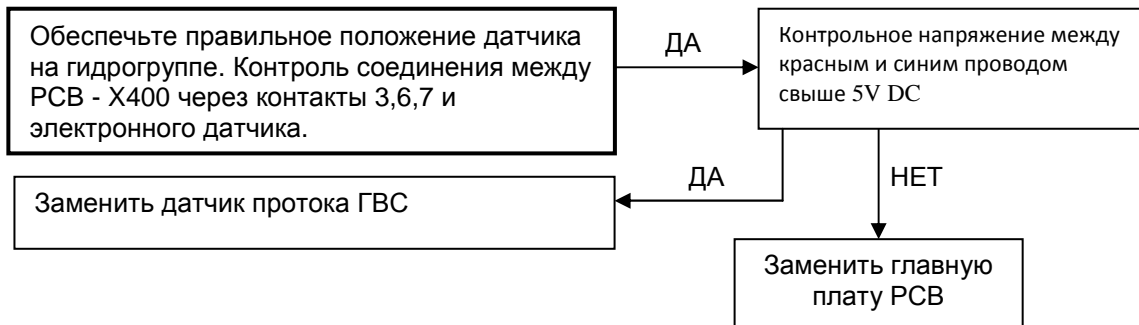 Обеспечьте правильное положение датчика
на гидрогруппе. Контроль соединения между
PCB - X400 через контакты 3,6,7 и
электронного датчика.
ДА
Контрольное напряжение между
красным и синим проводом
свыше 5V DC
ДА
НЕТ
Заменить датчик протока ГВС
Заменить главную
плату PCB